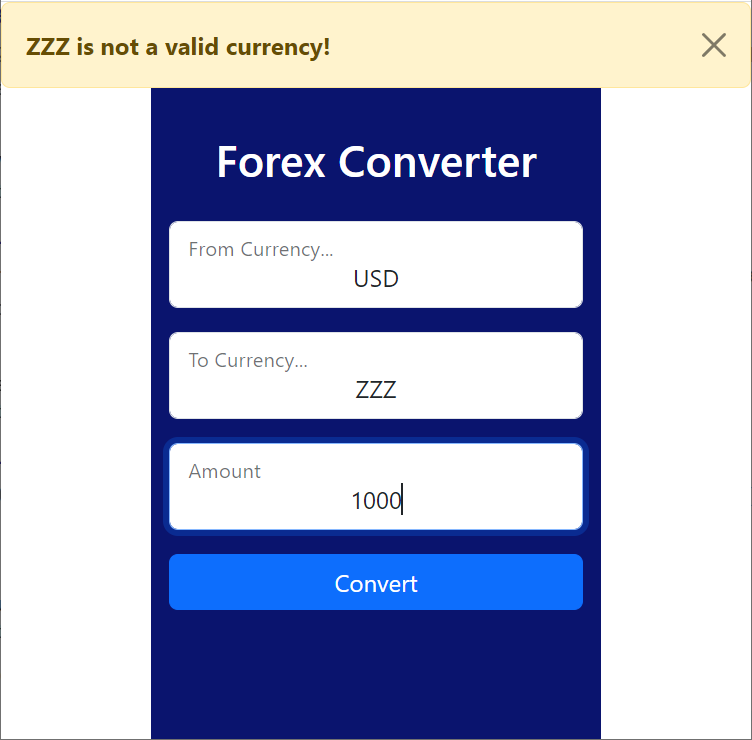 ZZZ is not a valid currency!
Forex Converter
From Currency...
USD
To Currency...
ZZZ
Amount
1000
Convert